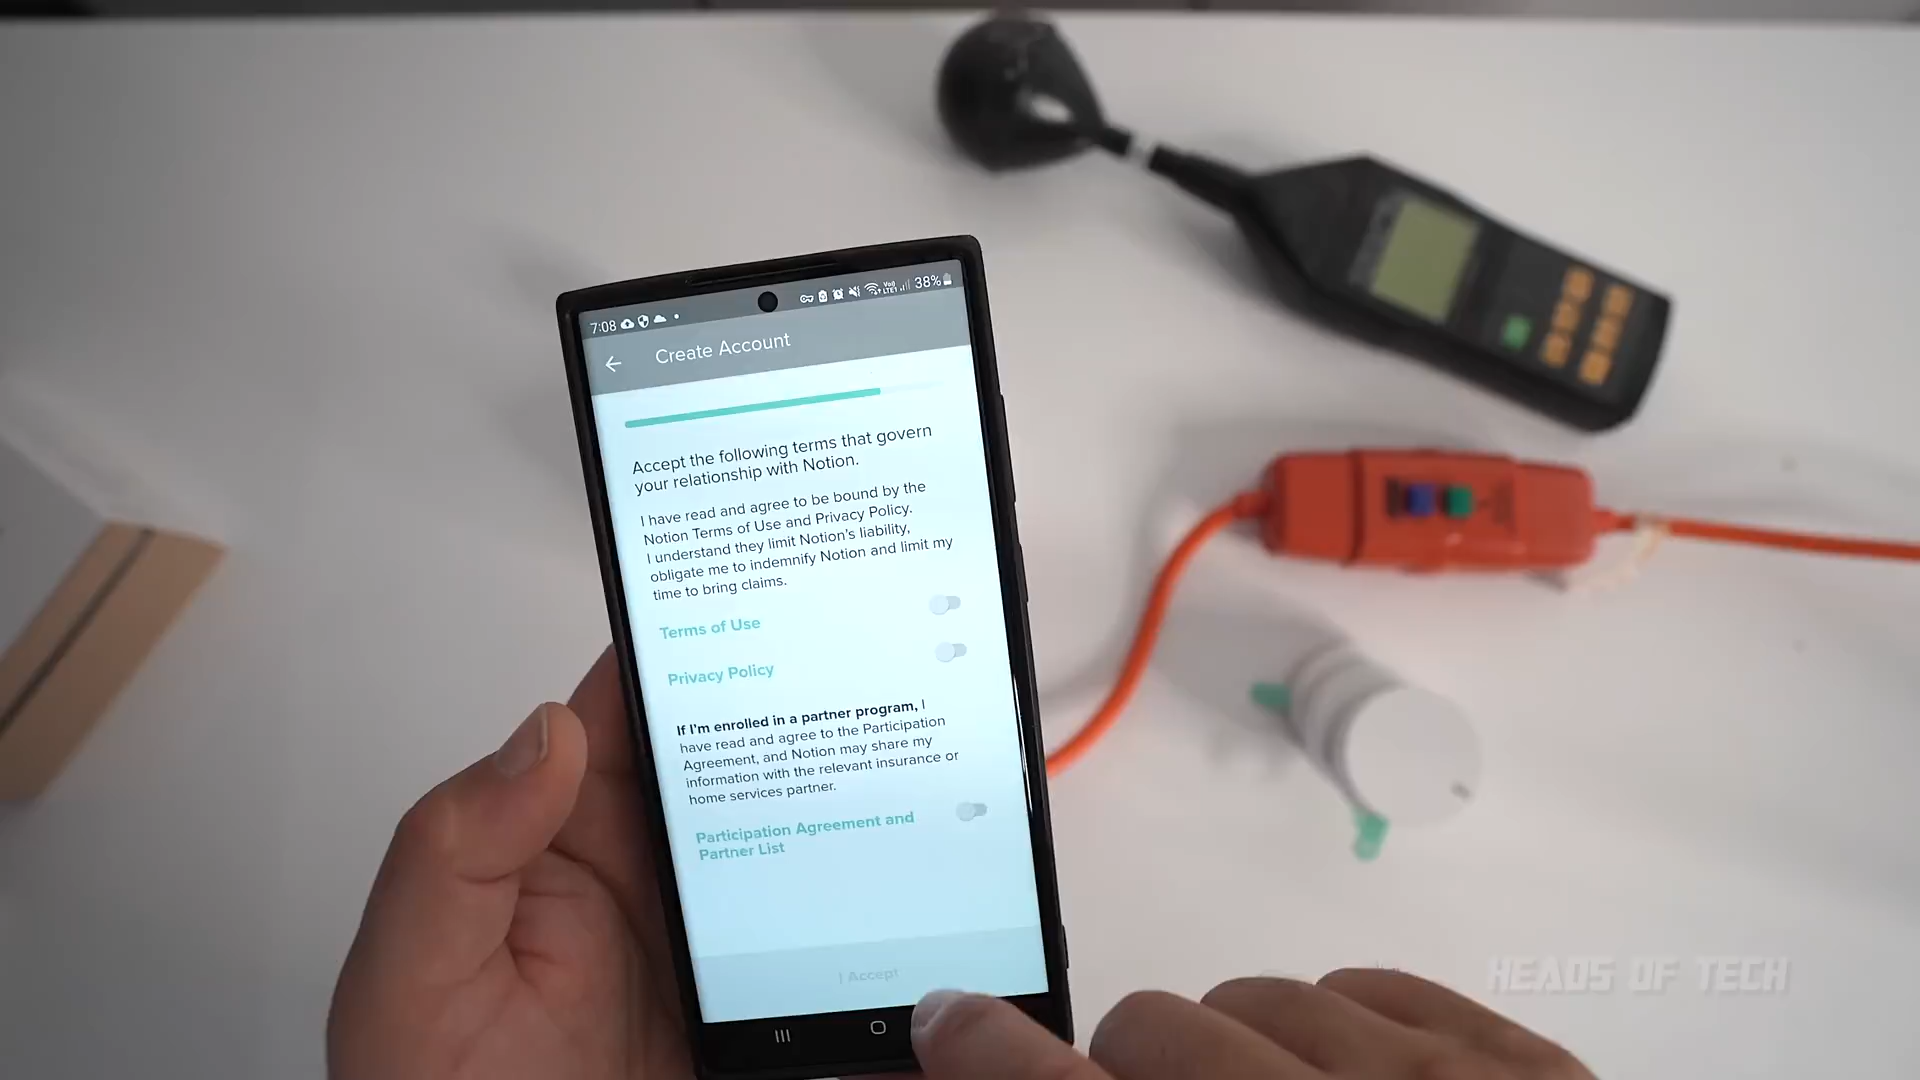 7:08
Vo))
LTE1
38%
Create Account
Accept the following terms that govern
your relationship with Notion.
I have read and agree to be bound by the
Notion Terms of Use and Privacy Policy.
I understand they limit Notion's liability,
obligate me to indemnify Notion and limit my
time to bring claims.
Terms of Use
Privacy Policy
If I'm enrolled in a partner program, I
have read and agree to the Participation
Agreement, and Notion may share my
information with the relevant insurance or
home services partner.
Participation Agreement and
Partner List
I Accept
HEADS OF TECH